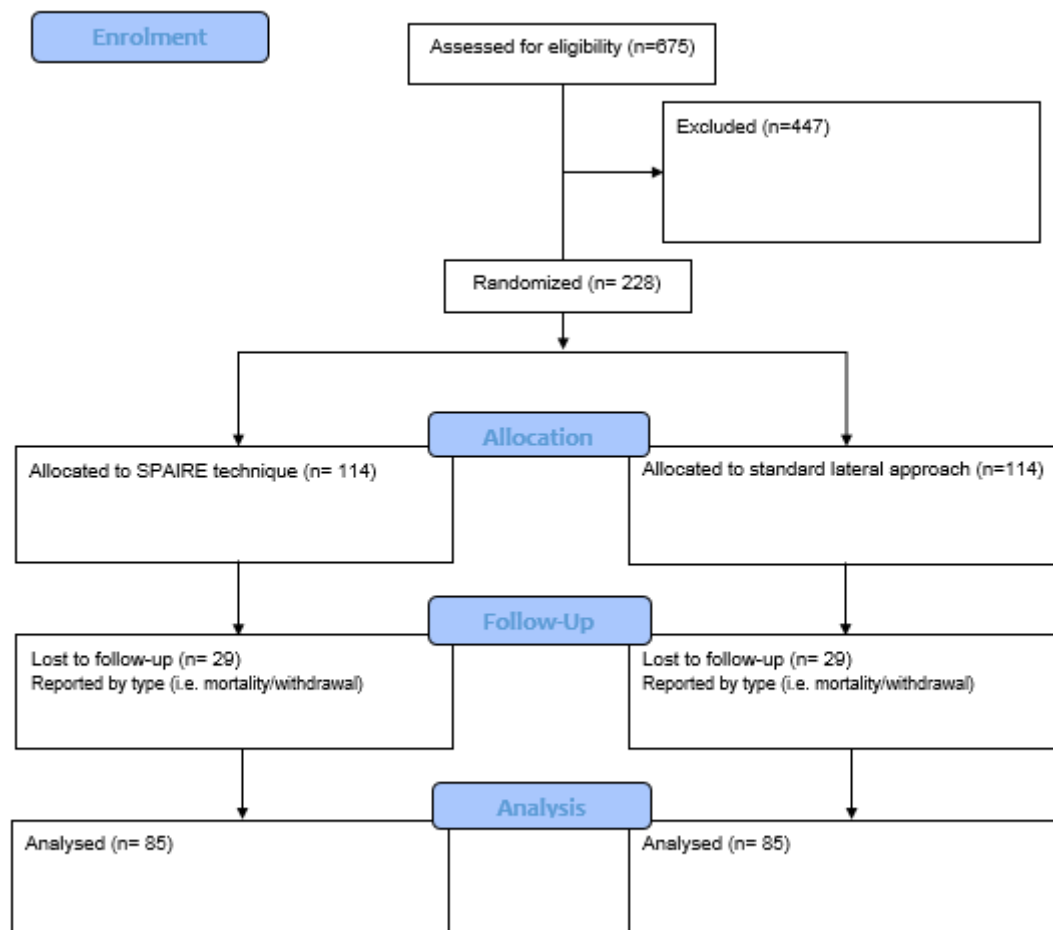 Enrolment
Assessed for eligibility (n=675)
Excluded (n=447)
Randomized (n= 228)
Allocation
Allocated to SPAIRE technique (n= 114)
Allocated to standard lateral approach (n=114)
Follow-Up
Lost to follow-up (n= 29)
Reported by type (i.e. mortality/withdrawal)
Lost to follow-up (n= 29)
Reported by type (i.e. mortality/withdrawal)
Analysis
Analysed (n= 85)
Analysed (n= 85)